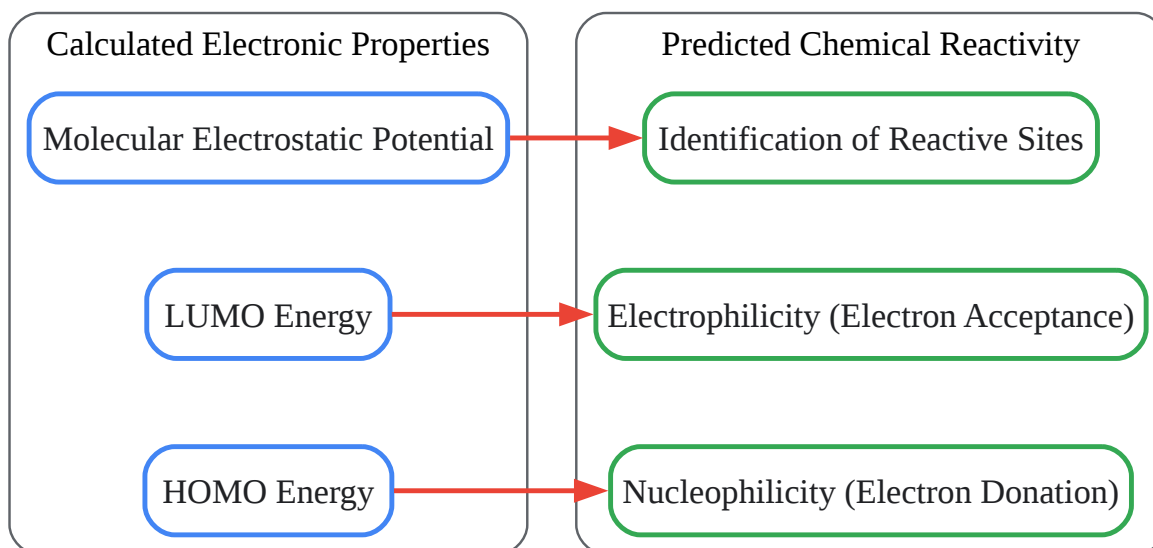 Calculated Electronic Properties
Predicted Chemical Reactivity
Molecular Electrostatic Potential
Identification of Reactive Sites
LUMO Energy
Electrophilicity (Electron Acceptance)
HOMO Energy
Nucleophilicity (Electron Donation)